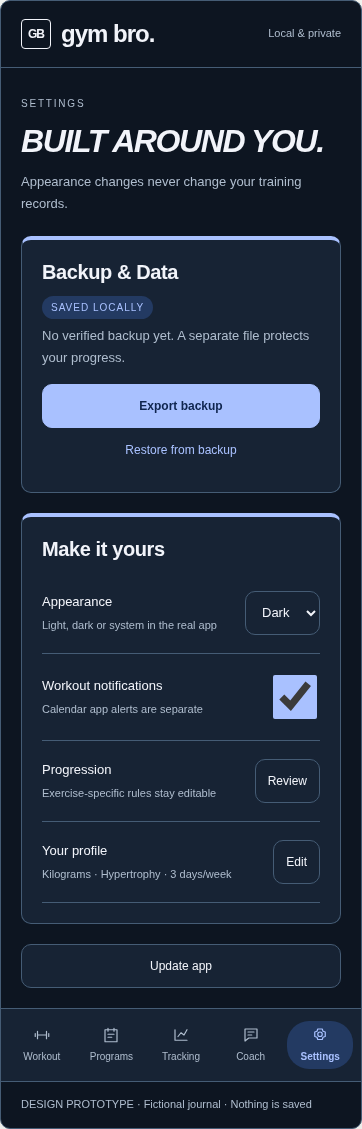 GB gym bro. Local & private
SETTINGS
BUILT AROUND YOU.
Appearance changes never change your training
records.
Backup & Data
SAVED LOCALLY
No verified backup yet. A separate file protects
your progress.
Export backup
Restore from backup
Make it yours
Appearance
Light, dark or system in the real app
Dark
Workout notifications
Calendar app alerts are separate
Progression
Exercise-specific rules stay editable
Review
Your profile
Kilograms · Hypertrophy · 3 days/week
Edit
Update app
Workout Programs Tracking Coach Settings
DESIGN PROTOTYPE · Fictional journal · Nothing is saved